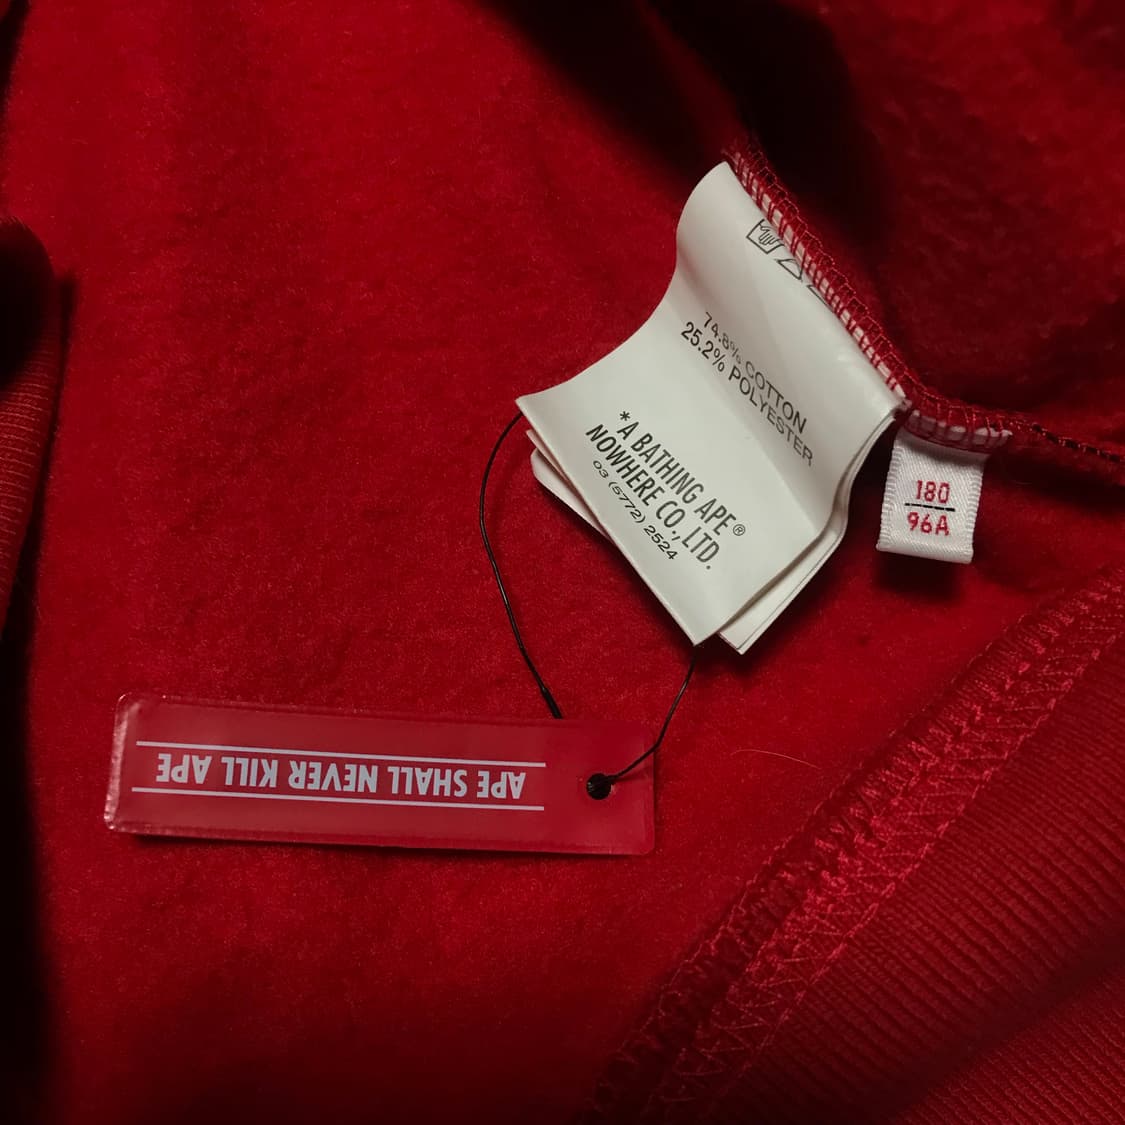 74.8% COTTON
25.2% POLYESTER
*A BATHING APE®
NOWHERE CO., LTD.
03 (5772) 2524
180
96A
APE SHALL NEVER KILL APE